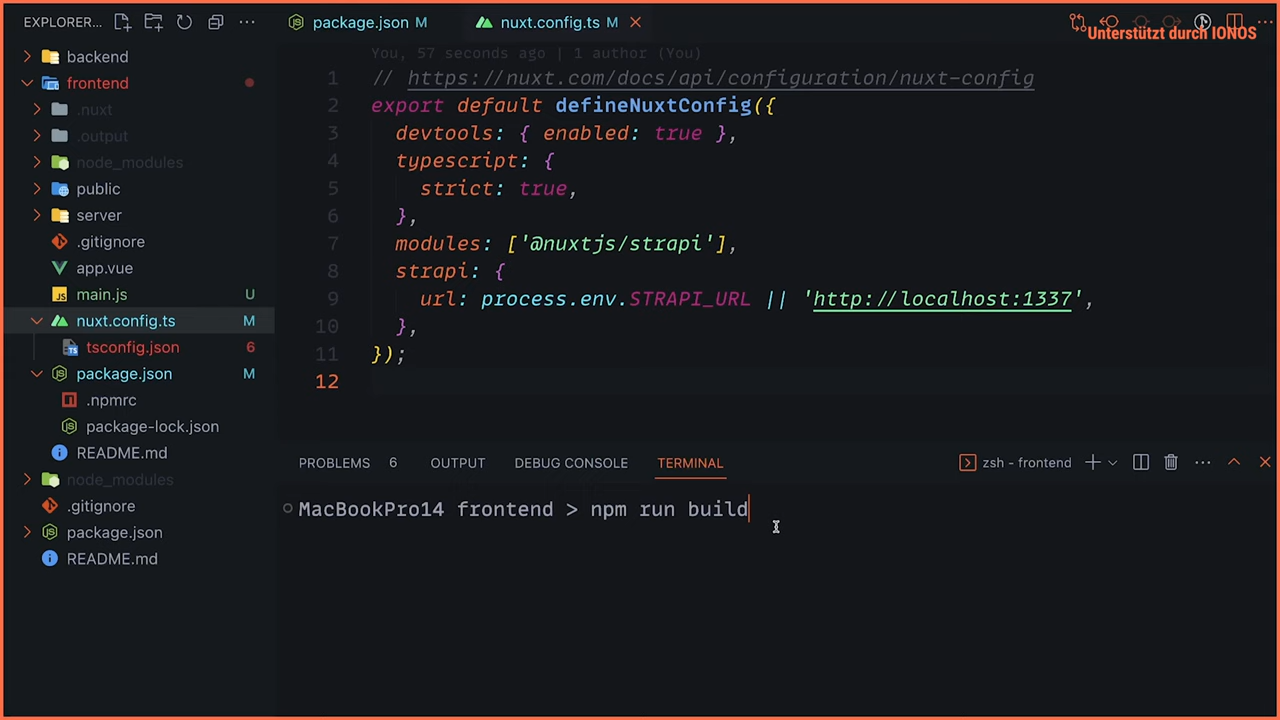 EXPLORER...
package.json M
nuxt.config.ts M
Unterstützt durch IONOS
backend
frontend
.nuxt
.output
node_modules
public
server
.gitignore
app.vue
main.js U
nuxt.config.ts M
tsconfig.json 6
package.json M
.npmrc
package-lock.json
README.md
node_modules
.gitignore
package.json
README.md
You, 57 seconds ago | 1 author (You)
1 // https://nuxt.com/docs/api/configuration/nuxt-config
2 export default defineNuxtConfig({
3 devtools: { enabled: true },
4 typescript: {
5 strict: true,
6 },
7 modules: ['@nuxtjs/strapi'],
8 strapi: {
9 url: process.env.STRAPI_URL || 'http://localhost:1337',
10 },
11 });
12
PROBLEMS 6 OUTPUT DEBUG CONSOLE TERMINAL zsh - frontend
MacBookPro14 frontend > npm run build